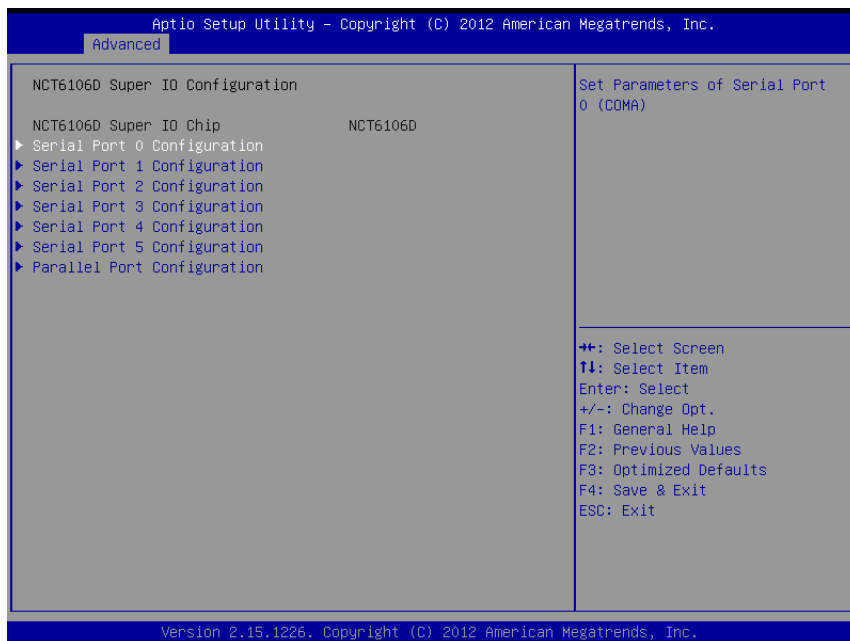 Aptio Setup Utility – Copyright (C) 2012 American Megatrends, Inc.
Advanced
NCT6106D Super IO Configuration
NCT6106D Super IO Chip NCT6106D
Serial Port 0 Configuration
Serial Port 1 Configuration
Serial Port 2 Configuration
Serial Port 3 Configuration
Serial Port 4 Configuration
Serial Port 5 Configuration
Parallel Port Configuration
Set Parameters of Serial Port
0 (COMA)
→←: Select Screen
↑↓: Select Item
Enter: Select
+/-: Change Opt.
F1: General Help
F2: Previous Values
F3: Optimized Defaults
F4: Save & Exit
ESC: Exit
Version 2.15.1226. Copyright (C) 2012 American Megatrends, Inc.